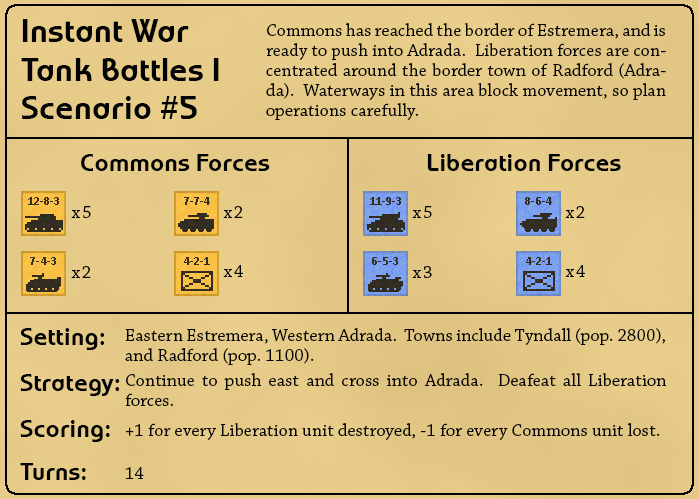 Instant War
Tank Battles I
Scenario #5
Commons has reached the border of Estremera, and is
ready to push into Adrada. Liberation forces are con-
centrated around the border town of Radford (Adra-
da). Waterways in this area block movement, so plan
operations carefully.
Commons Forces
12-8-3
x5
7-7-4
x2
7-4-3
x2
4-2-1
x4
Liberation Forces
11-9-3
x5
8-6-4
x2
6-5-3
x3
4-2-1
x4
Setting: Eastern Estremera, Western Adrada. Towns include Tyndall (pop. 2800),
and Radford (pop. 1100).
Strategy: Continue to push east and cross into Adrada. Deafeat all Liberation
forces.
Scoring: +1 for every Liberation unit destroyed, -1 for every Commons unit lost.
Turns: 14